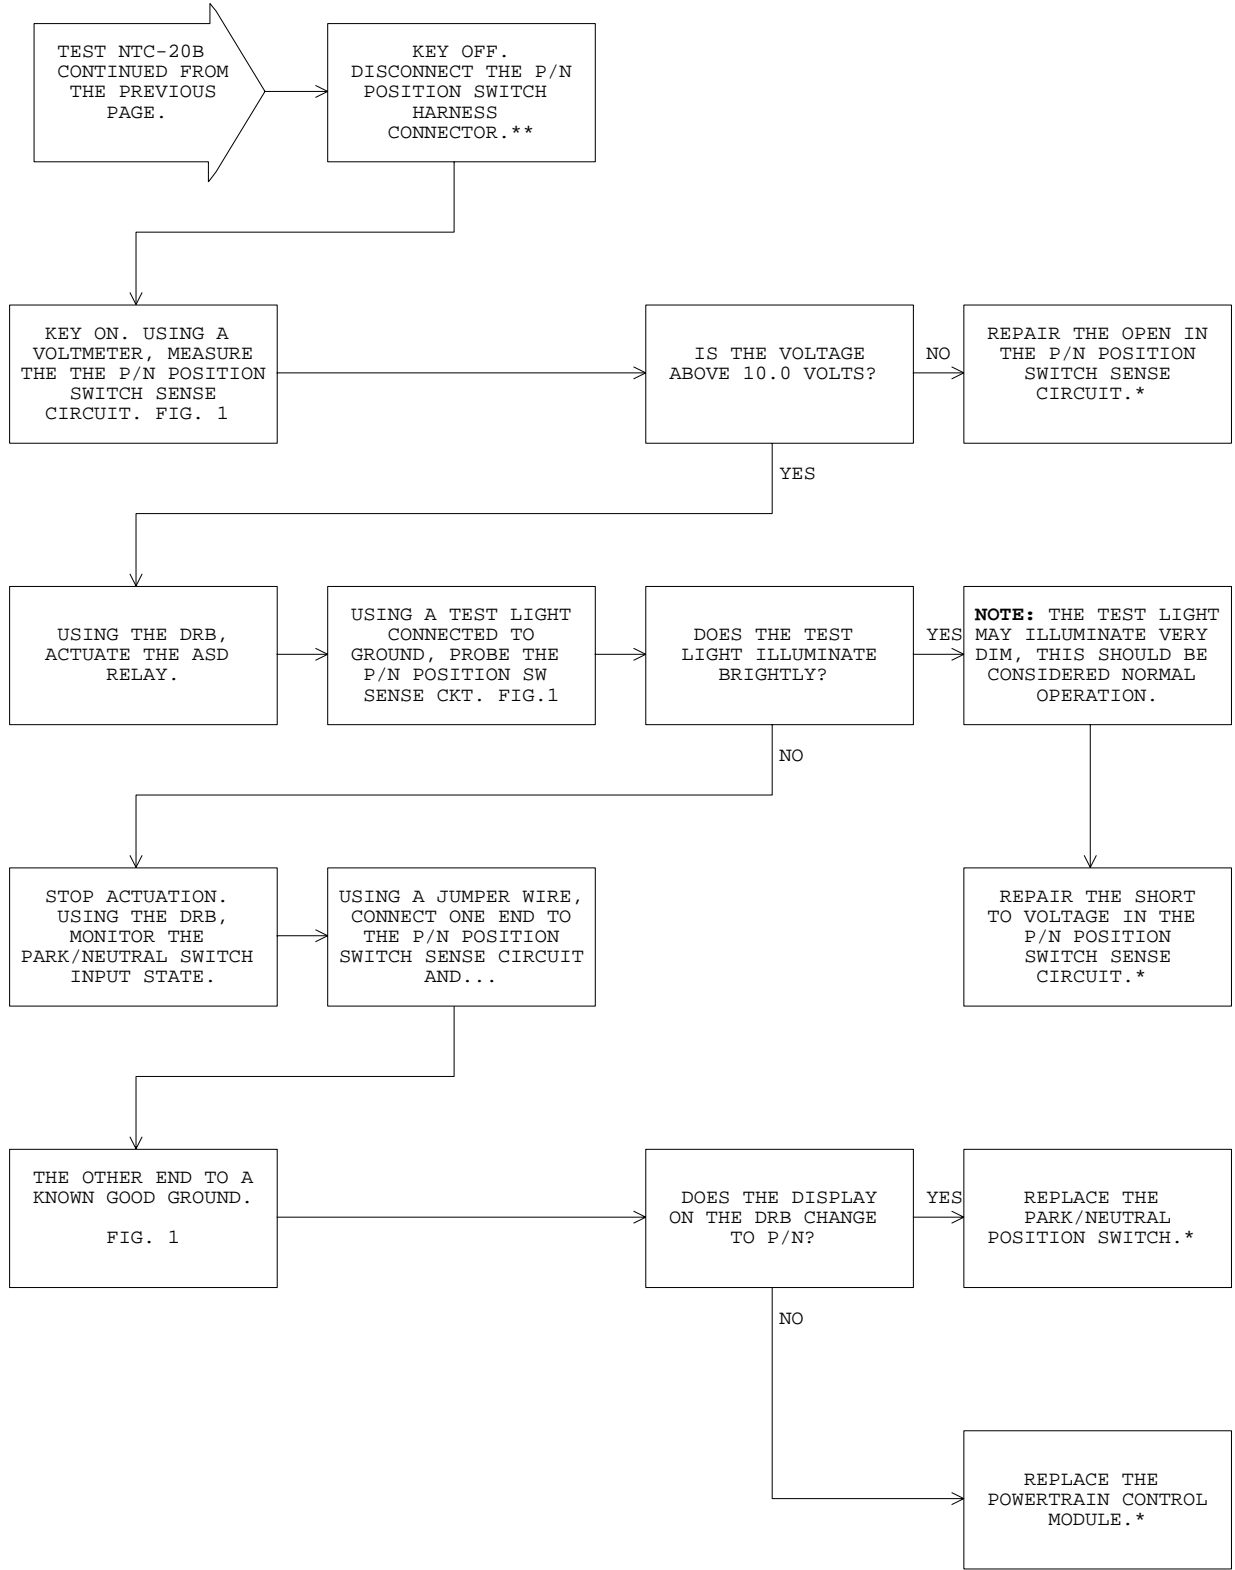 TEST NTC-20B
CONTINUED FROM
THE PREVIOUS
PAGE.
KEY OFF.
DISCONNECT THE P/N
POSITION SWITCH
HARNESS
CONNECTOR.**
KEY ON. USING A
VOLTMETER, MEASURE
THE THE P/N POSITION
SWITCH SENSE
CIRCUIT. FIG. 1
IS THE VOLTAGE
ABOVE 10.0 VOLTS?
NO
REPAIR THE OPEN IN
THE P/N POSITION
SWITCH SENSE
CIRCUIT.*
YES
USING THE DRB,
ACTUATE THE ASD
RELAY.
USING A TEST LIGHT
CONNECTED TO
GROUND, PROBE THE
P/N POSITION SW
SENSE CKT. FIG.1
DOES THE TEST
LIGHT ILLUMINATE
BRIGHTLY?
YES
NOTE: THE TEST LIGHT
MAY ILLUMINATE VERY
DIM, THIS SHOULD BE
CONSIDERED NORMAL
OPERATION.
NO
STOP ACTUATION.
USING THE DRB,
MONITOR THE
PARK/NEUTRAL SWITCH
INPUT STATE.
USING A JUMPER WIRE,
CONNECT ONE END TO
THE P/N POSITION
SWITCH SENSE CIRCUIT
AND...
REPAIR THE SHORT
TO VOLTAGE IN THE
P/N POSITION
SWITCH SENSE
CIRCUIT.*
THE OTHER END TO A
KNOWN GOOD GROUND.
FIG. 1
DOES THE DISPLAY
ON THE DRB CHANGE
TO P/N?
YES
REPLACE THE
PARK/NEUTRAL
POSITION SWITCH.*
NO
REPLACE THE
POWERTRAIN CONTROL
MODULE.*